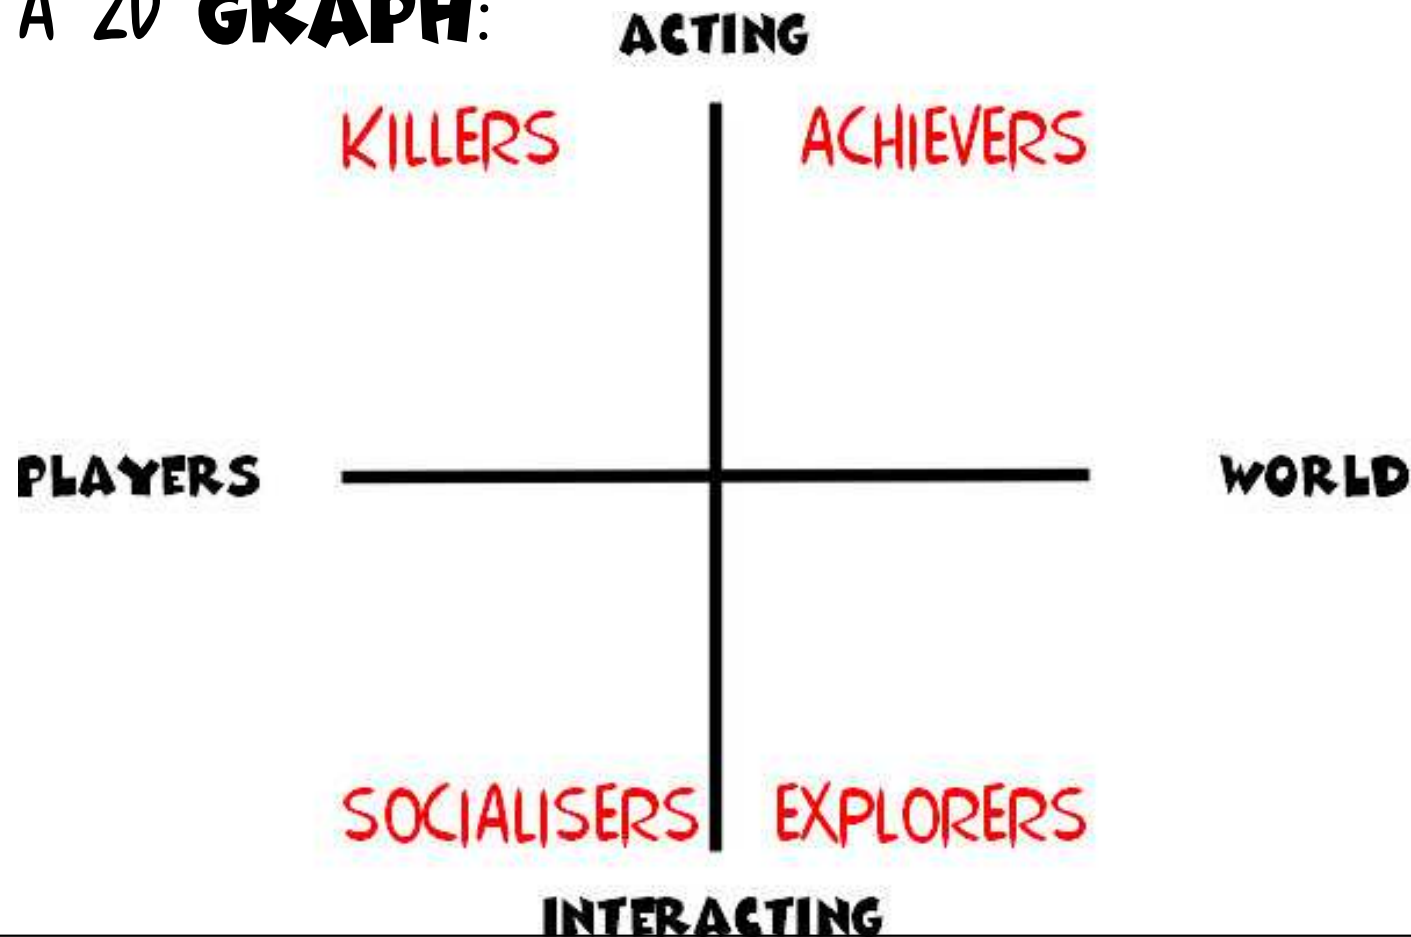 A 2D GRAPH:
ACTING
KILLERS ACHIEVERS
PLAYERS WORLD
SOCIALISERS EXPLORERS
INTERACTING